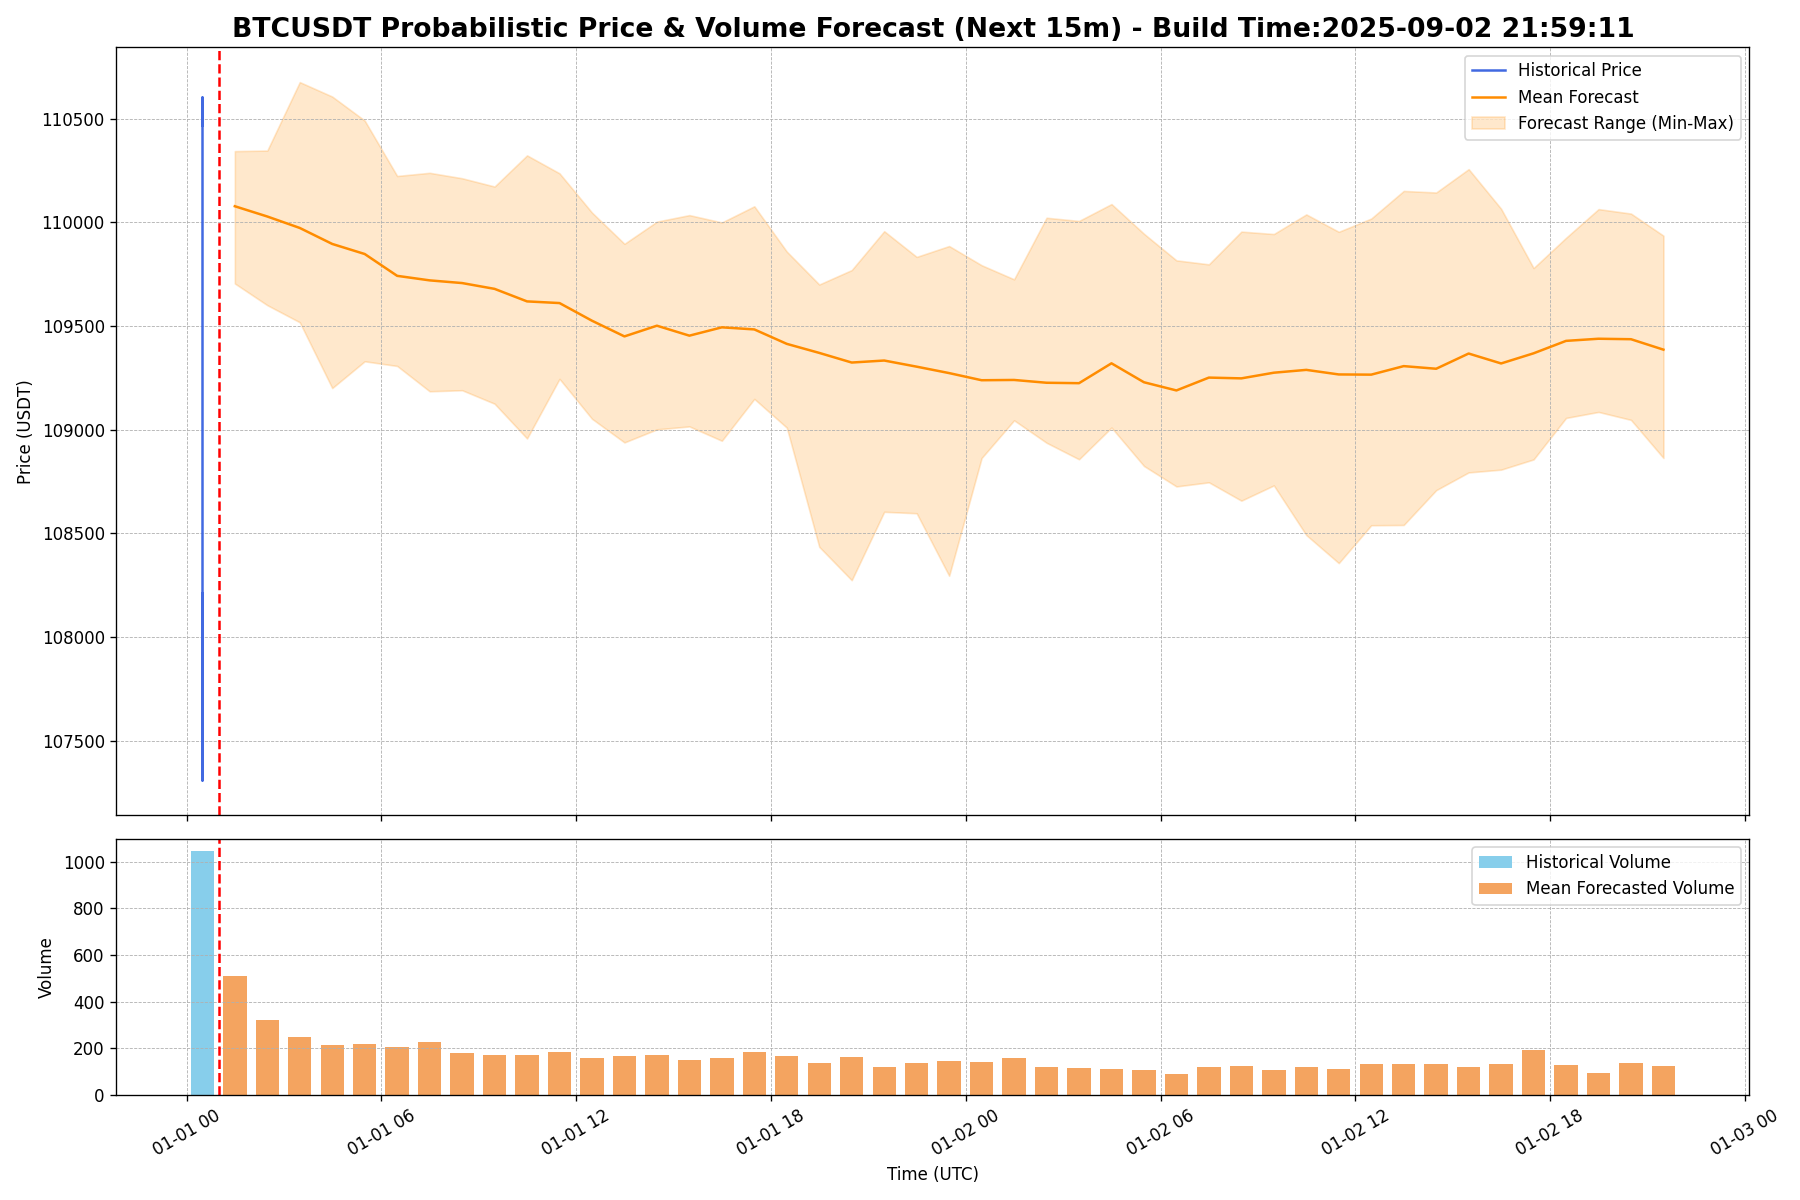 BTCUSDT Probabilistic Price & Volume Forecast (Next 15m) - Build Time:2025-09-02 21:59:11
Historical Price
Mean Forecast
Forecast Range (Min-Max)
110500
110000
109500
109000
108500
108000
107500
Price (USDT)
Historical Volume
Mean Forecasted Volume
1000
800
600
400
200
0
Volume
01-01 00
01-01 06
01-01 12
01-01 18
01-02 00
01-02 06
01-02 12
01-02 18
01-03 00
Time (UTC)